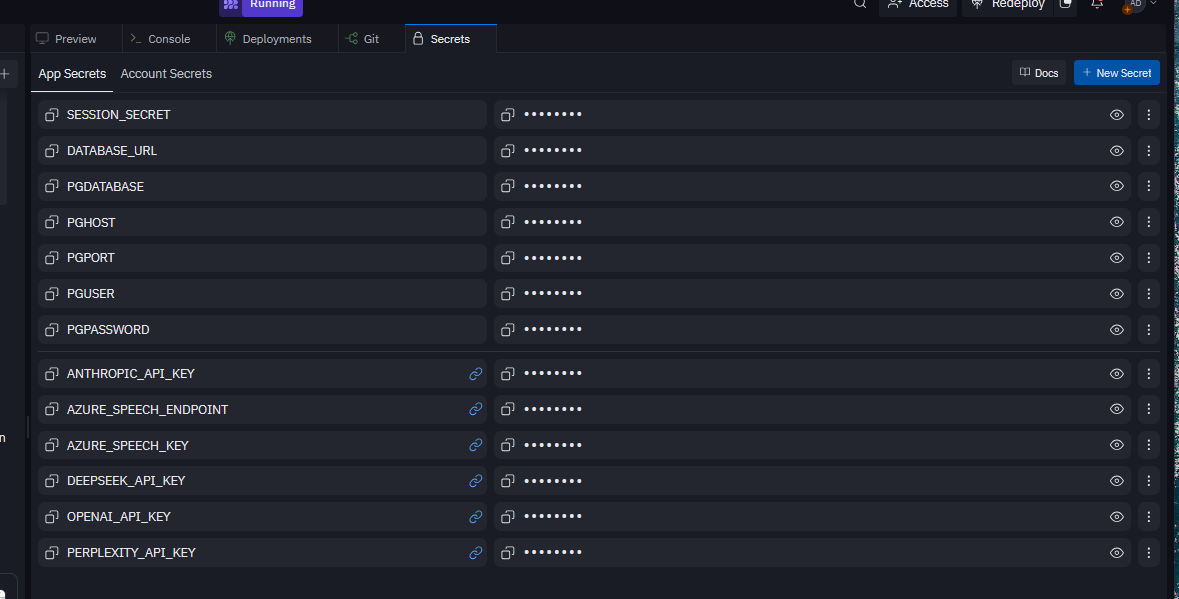 Running
Access
Redeploy
AD
Preview
>_ Console
Deployments
Git
Secrets
App Secrets
Account Secrets
Docs
+ New Secret
SESSION_SECRET ••••••••
DATABASE_URL ••••••••
PGDATABASE ••••••••
PGHOST ••••••••
PGPORT ••••••••
PGUSER ••••••••
PGPASSWORD ••••••••
ANTHROPIC_API_KEY ••••••••
AZURE_SPEECH_ENDPOINT ••••••••
AZURE_SPEECH_KEY ••••••••
n
DEEPSEEK_API_KEY ••••••••
OPENAI_API_KEY ••••••••
PERPLEXITY_API_KEY ••••••••